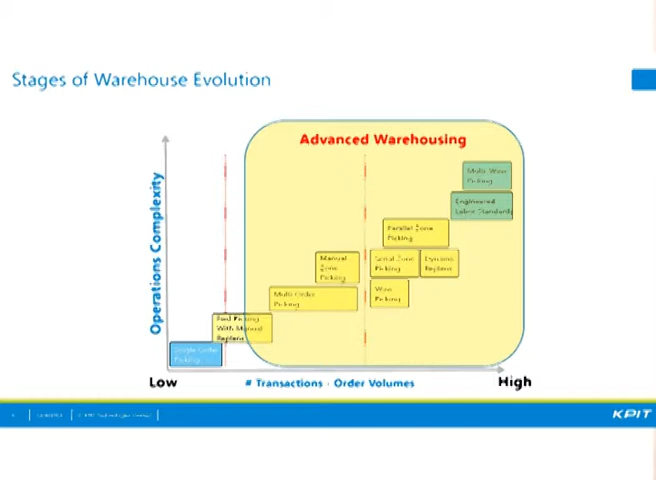 Stages of Warehouse Evolution
Advanced Warehousing
Operations Complexity
Multi Wave
Picking
Engineered
Labor Standards
Parallel Zone
Picking
Manual
Zone
Picking
Serial Zone
Picking
Dynamic
Replens
Multi Order
Picking
Wave
Picking
Picking
With Manual
Replens
Single Order
Picking
Low
# Transactions - Order Volumes
High
KPIT